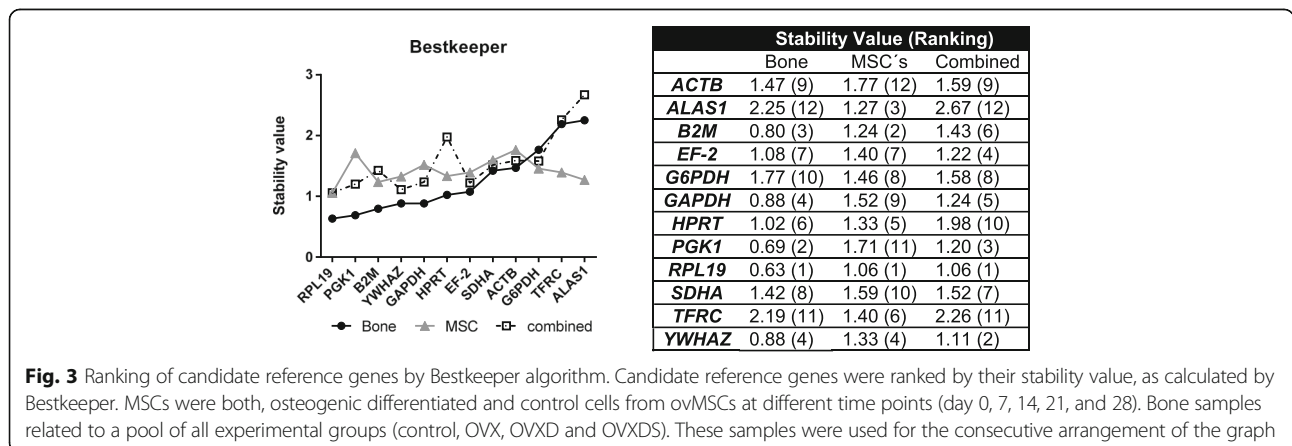 Bestkeeper
Stability value
3
2
1
0
RPL19
PGK1
B2M
YWHAZ
GAPDH
HPRT
EF-2
SDHA
ACTB
G6PDH
TFRC
ALAS1
Bone MSC combined
Stability Value (Ranking)
Bone MSC´s Combined
ACTB 1.47 (9) 1.77 (12) 1.59 (9)
ALAS1 2.25 (12) 1.27 (3) 2.67 (12)
B2M 0.80 (3) 1.24 (2) 1.43 (6)
EF-2 1.08 (7) 1.40 (7) 1.22 (4)
G6PDH 1.77 (10) 1.46 (8) 1.58 (8)
GAPDH 0.88 (4) 1.52 (9) 1.24 (5)
HPRT 1.02 (6) 1.33 (5) 1.98 (10)
PGK1 0.69 (2) 1.71 (11) 1.20 (3)
RPL19 0.63 (1) 1.06 (1) 1.06 (1)
SDHA 1.42 (8) 1.59 (10) 1.52 (7)
TFRC 2.19 (11) 1.40 (6) 2.26 (11)
YWHAZ 0.88 (4) 1.33 (4) 1.11 (2)
Fig. 3 Ranking of candidate reference genes by Bestkeeper algorithm. Candidate reference genes were ranked by their stability value, as calculated by
Bestkeeper. MSCs were both, osteogenic differentiated and control cells from ovMSCs at different time points (day 0, 7, 14, 21, and 28). Bone samples
related to a pool of all experimental groups (control, OVX, OVXD and OVXDS). These samples were used for the consecutive arrangement of the graph